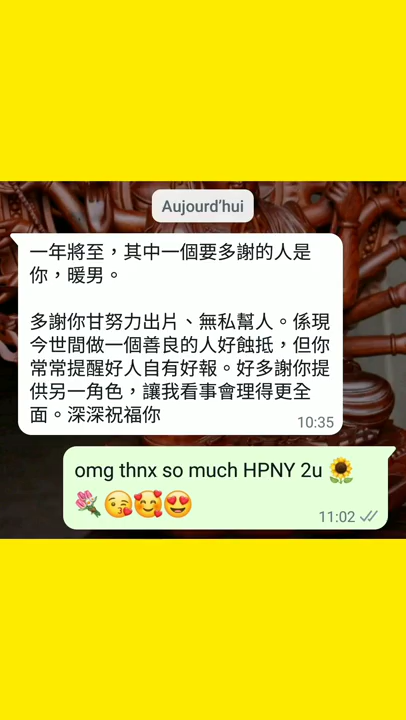 Aujourd'hui
一年將至，其中一個要多謝的人是
你，暖男。
多謝你甘努力出片、無私幫人。係現
今世間做一個善良的人好蝕抵，但你
常常提醒好人自有好報。好多謝你提
供另一角色，讓我看事會理得更全
面。深深祝福你
10:35
omg thnx so much HPNY 2u 🌻
🌷😘🥰😍
11:02